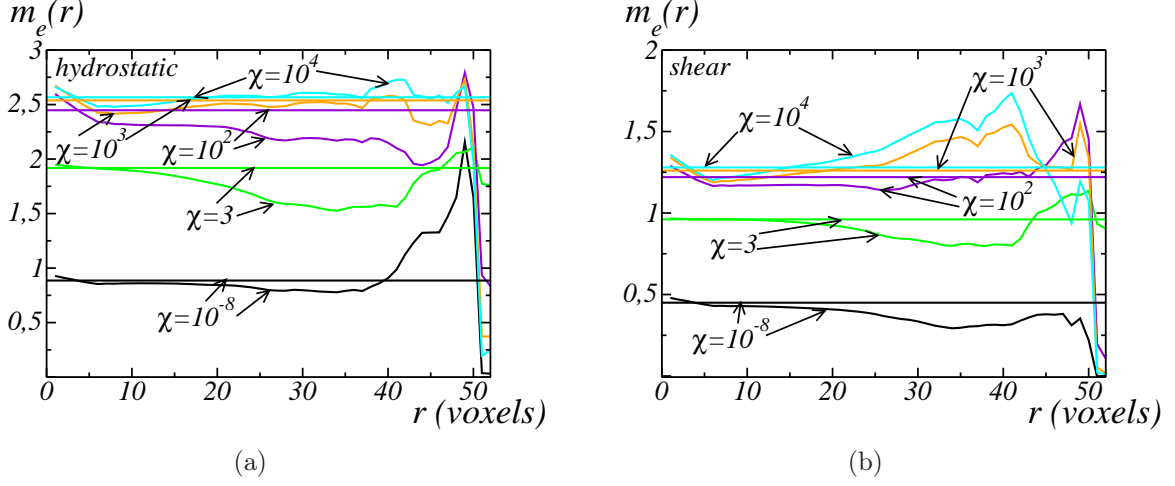 m_e(r)
3
2,5
2
1,5
1
0,5
hydrostatic
χ=10^4
χ=10^3
χ=10^2
χ=3
χ=10^-8
0 10 20 30 40 50
r (voxels)
(a)
m_e(r)
2
1,5
1
0,5
shear
χ=10^3
χ=10^4
χ=10^2
χ=3
χ=10^-8
0 10 20 30 40 50
r (voxels)
(b)